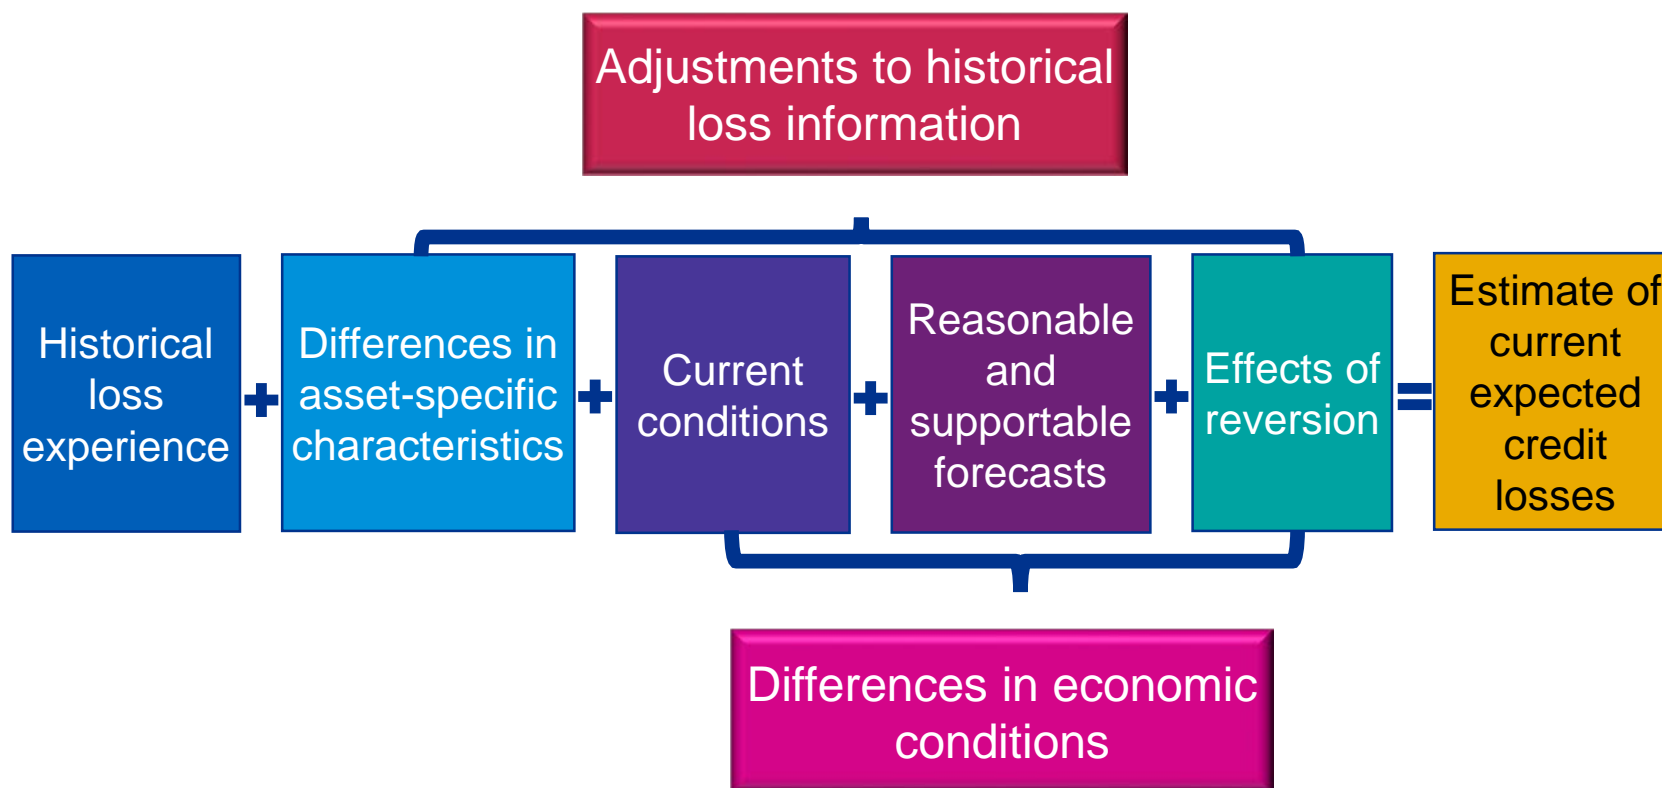 Adjustments to historical
loss information
Historical
loss
experience
+
Differences in
asset-specific
characteristics
+
Current
conditions
+
Reasonable
and
supportable
forecasts
+
Effects of
reversion
=
Estimate of
current
expected
credit
losses
Differences in economic
conditions